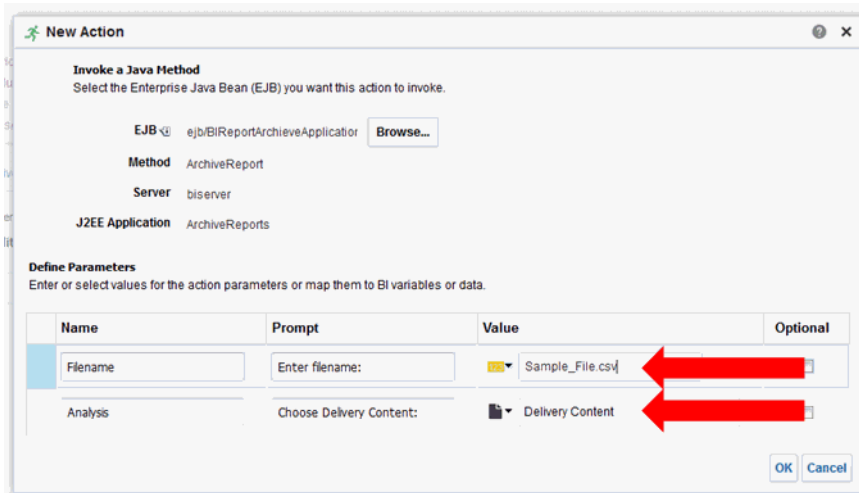 New Action
Invoke a Java Method
Select the Enterprise Java Bean (EJB) you want this action to invoke.
EJB ejb/BIReportArchieveApplication Browse...
Method ArchiveReport
Server biserver
J2EE Application ArchiveReports
Define Parameters
Enter or select values for the action parameters or map them to BI variables or data.
Name Prompt Value Optional
Filename Enter filename: Sample_File.csv
Analysis Choose Delivery Content: Delivery Content
OK Cancel